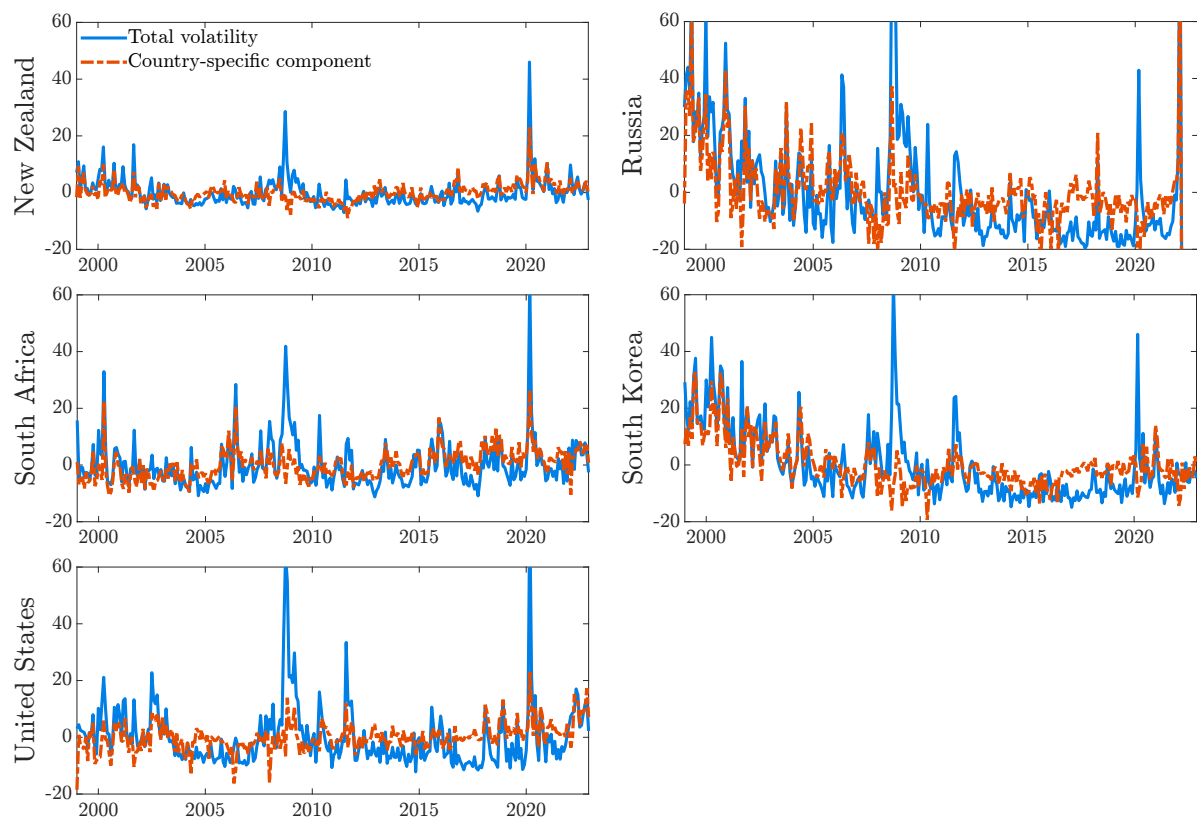 60
40
20
0
-20
2000 2005 2010 2015 2020
New Zealand
Total volatility
Country-specific component
60
40
20
0
-20
2000 2005 2010 2015 2020
Russia
60
40
20
0
-20
2000 2005 2010 2015 2020
South Africa
60
40
20
0
-20
2000 2005 2010 2015 2020
South Korea
60
40
20
0
-20
2000 2005 2010 2015 2020
United States